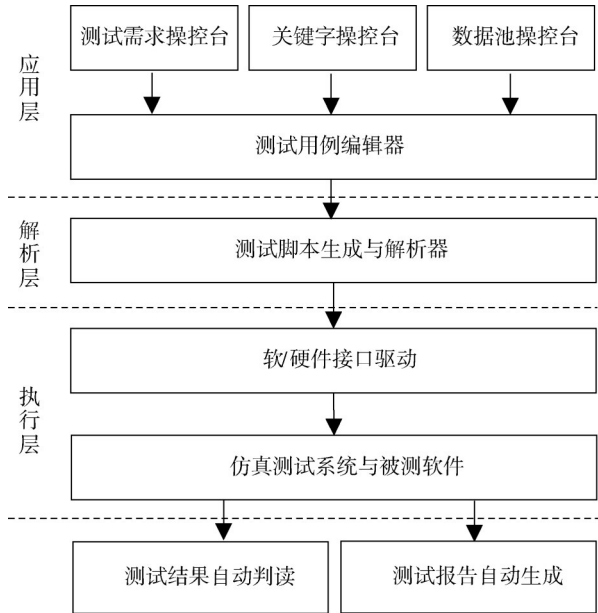 测试需求操控台
关键字操控台
数据池操控台
应用层
测试用例编辑器
解析层
测试脚本生成与解析器
软/硬件接口驱动
执行层
仿真测试系统与被测软件
测试结果自动判读
测试报告自动生成